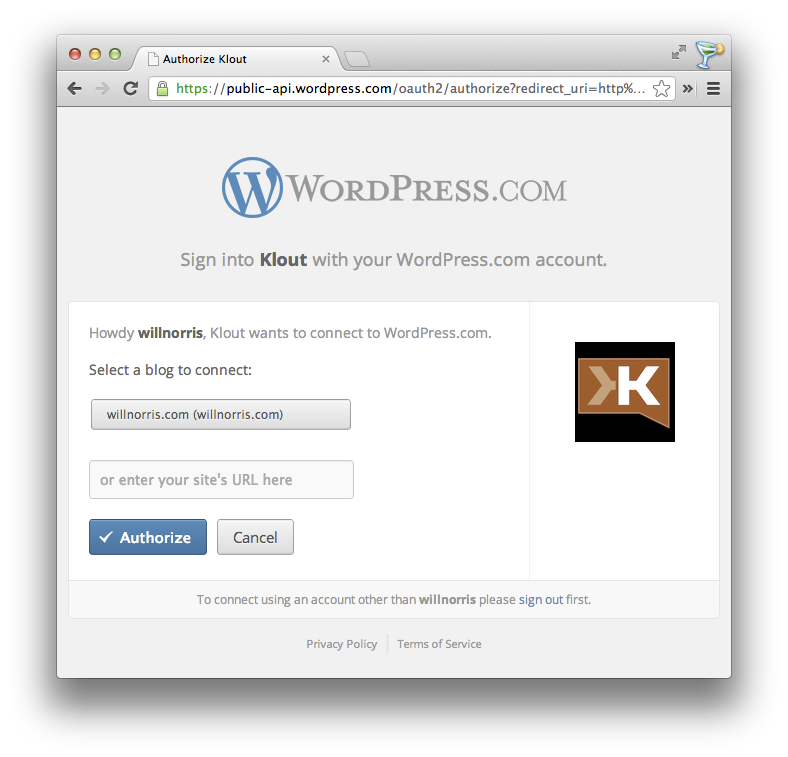 Authorize Klout
https://public-api.wordpress.com/oauth2/authorize?redirect_uri=http%...
WORDPRESS.COM
Sign into Klout with your WordPress.com account.
Howdy willnorris, Klout wants to connect to WordPress.com.
Select a blog to connect:
willnorris.com (willnorris.com)
or enter your site's URL here
Authorize
Cancel
To connect using an account other than willnorris please sign out first.
Privacy Policy
Terms of Service